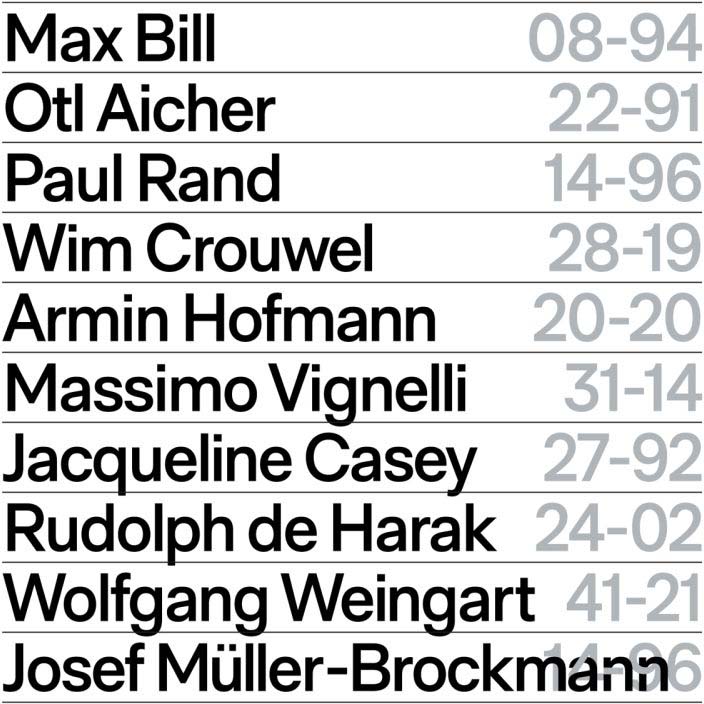 Max Bill 08-94
Otl Aicher 22-91
Paul Rand 14-96
Wim Crouwel 28-19
Armin Hofmann 20-20
Massimo Vignelli 31-14
Jacqueline Casey 27-92
Rudolph de Harak 24-02
Wolfgang Weingart 41-21
Josef Müller-Brockmann 14-96